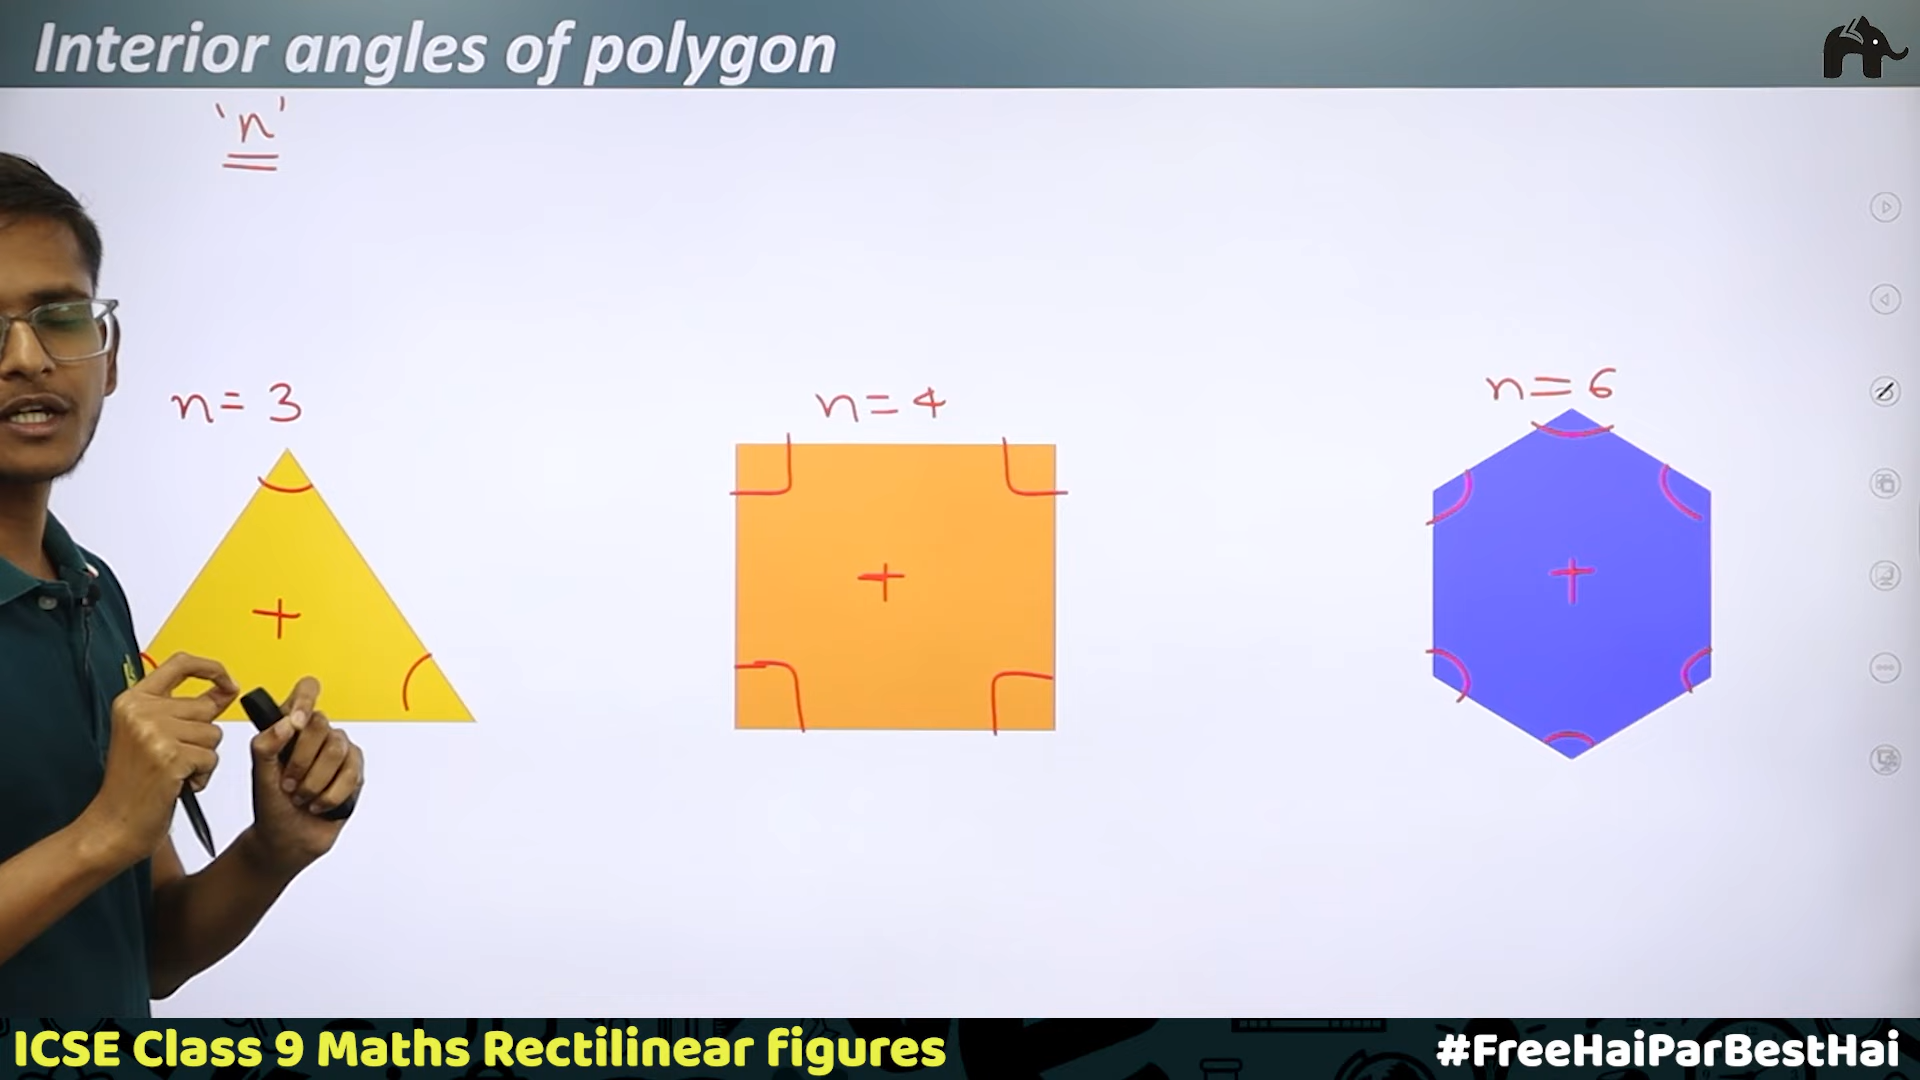 Interior angles of polygon
'n'
n = 3
n = 4
n = 6
+
+
+
ICSE Class 9 Maths Rectilinear figures
#FreeHaiParBestHai